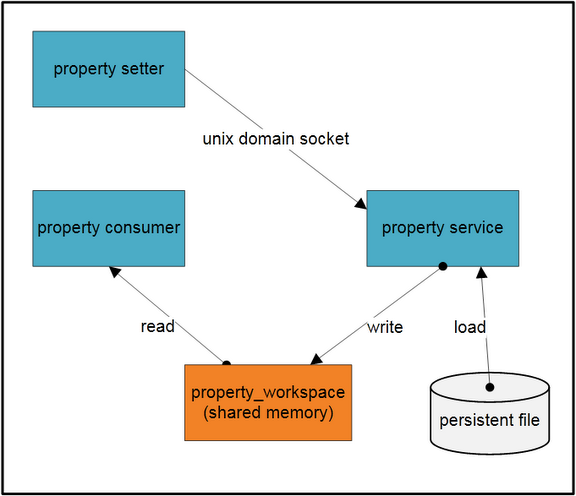 property setter
unix domain socket
property consumer
property service
read
write
load
property_workspace
(shared memory)
persistent file